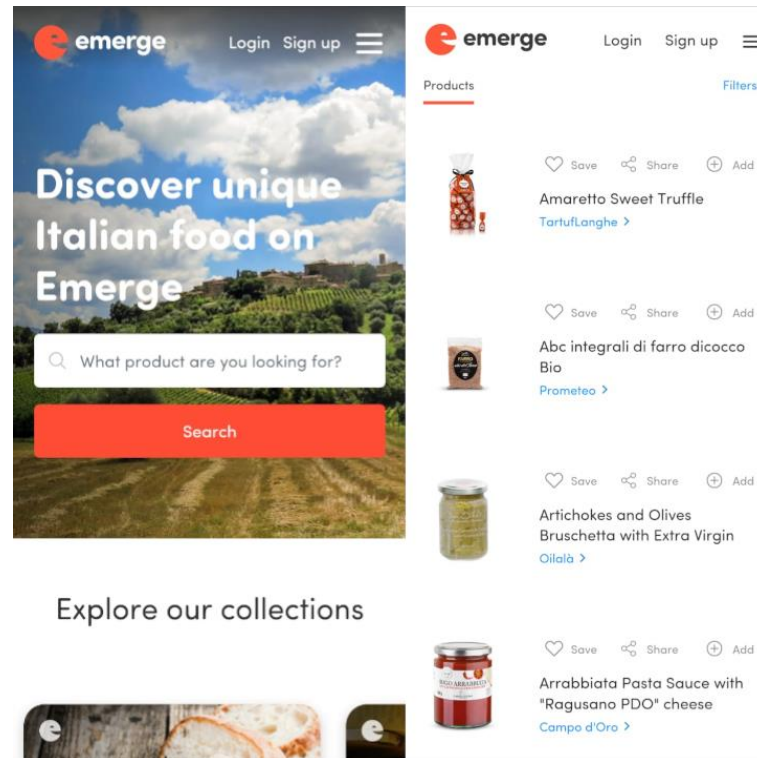 emerge
Login Sign up
Discover unique
Italian food on
Emerge
What product are you looking for?
Search
Explore our collections
emerge
Login Sign up
Products
Filters
Save Share Add
Amaretto Sweet Truffle
TartufLanghe >
Save Share Add
Abc integrali di farro dicocco
Bio
Prometeo >
Save Share Add
Artichokes and Olives
Bruschetta with Extra Virgin
Oilalà >
Save Share Add
SUGO ARRABBIATA
Arrabbiata Pasta Sauce with
"Ragusano PDO" cheese
Campo d'Oro >